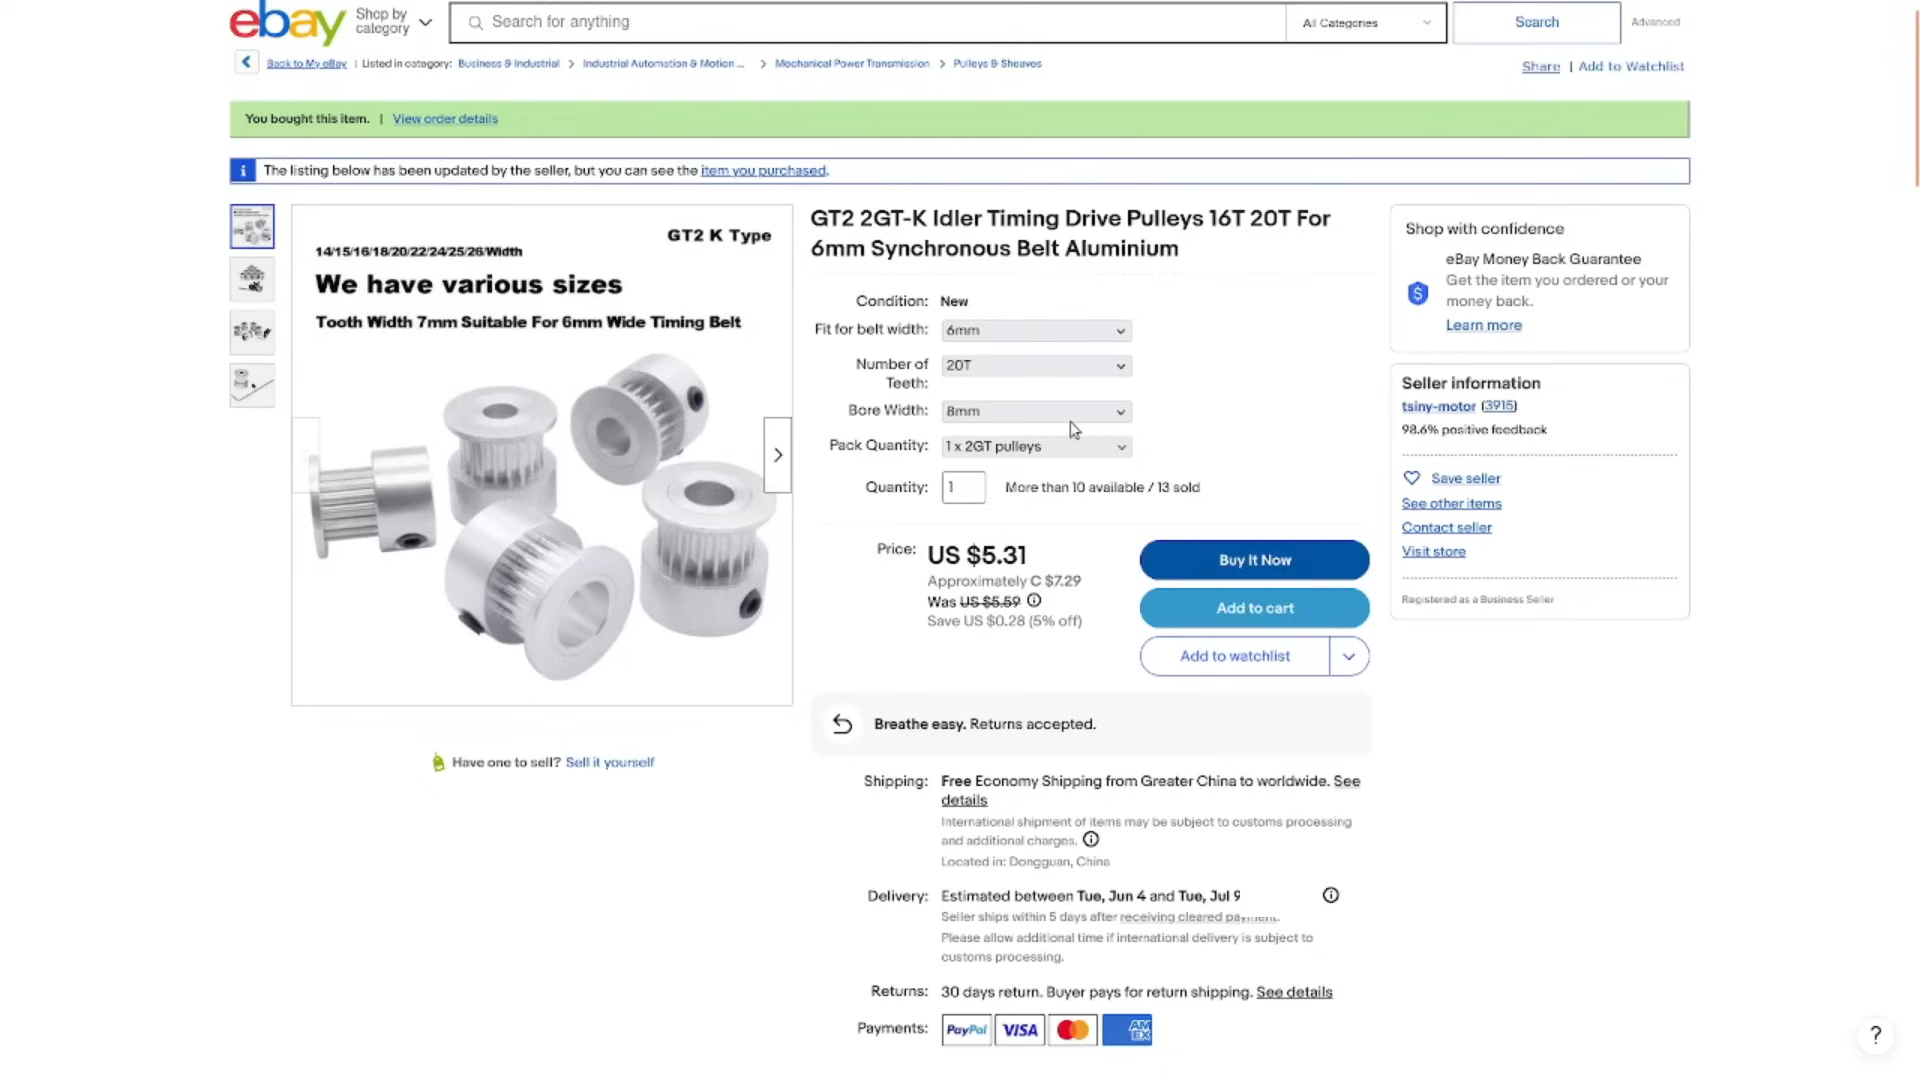 ebay
Shop by category
Search for anything
All Categories
Search
Advanced
Back to My eBay | Listed in category: Business & Industrial > Industrial Automation & Motion ... > Mechanical Power Transmission > Pulleys & Sheaves
Share | Add to Watchlist
You bought this item. | View order details
The listing below has been updated by the seller, but you can see the item you purchased.
GT2 K Type
14/15/16/18/20/22/24/25/26/Width
We have various sizes
Tooth Width 7mm Suitable For 6mm Wide Timing Belt
Have one to sell? Sell it yourself
GT2 2GT-K Idler Timing Drive Pulleys 16T 20T For
6mm Synchronous Belt Aluminium
Condition: New
Fit for belt width: 6mm
Number of Teeth: 20T
Bore Width: 8mm
Pack Quantity: 1 x 2GT pulleys
Quantity: 1 More than 10 available / 13 sold
Price: US $5.31
Approximately C $7.29
Was US $5.59
Save US $0.28 (5% off)
Buy It Now
Add to cart
Add to watchlist
Breathe easy. Returns accepted.
Shipping: Free Economy Shipping from Greater China to worldwide. See
details
International shipment of items may be subject to customs processing
and additional charges.
Located in: Dongguan, China
Delivery: Estimated between Tue, Jun 4 and Tue, Jul 9
Seller ships within 5 days after receiving cleared payment.
Please allow additional time if international delivery is subject to
customs processing.
Returns: 30 days return. Buyer pays for return shipping. See details
Payments: PayPal VISA AM EX
Shop with confidence
eBay Money Back Guarantee
Get the item you ordered or your
money back.
Learn more
Seller information
tsiny-motor (3915)
98.6% positive feedback
Save seller
See other items
Contact seller
Visit store
Registered as a Business Seller
?